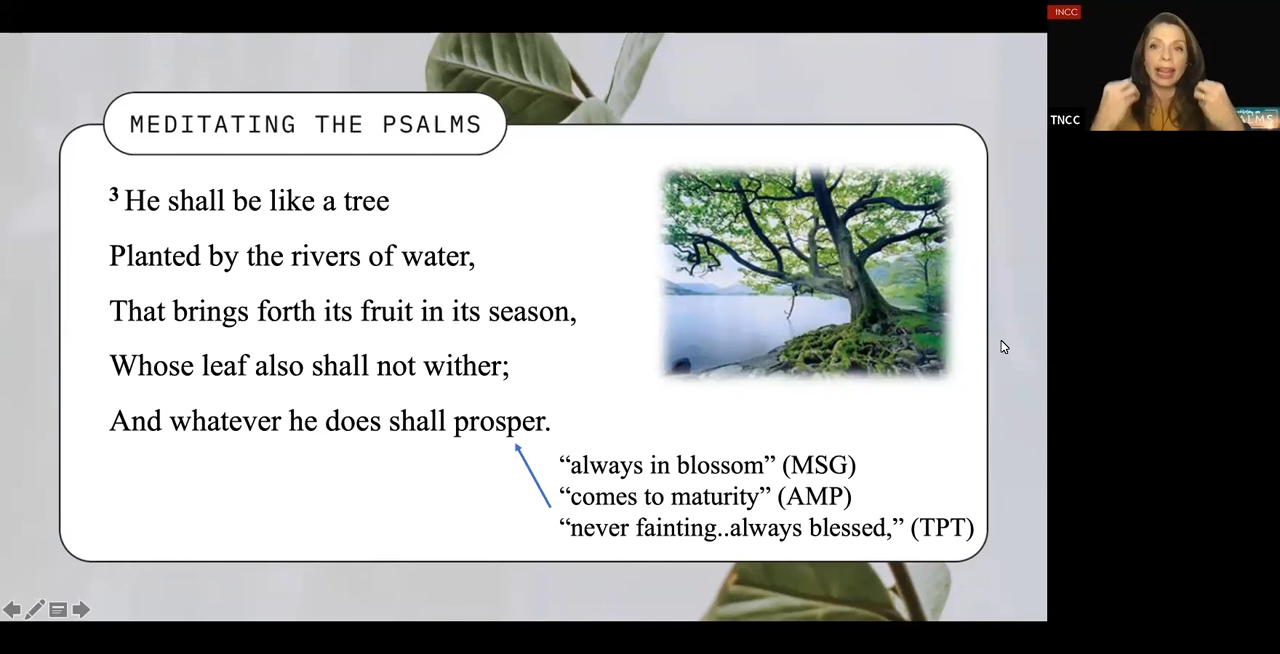 MEDITATING THE PSALMS
3 He shall be like a tree
Planted by the rivers of water,
That brings forth its fruit in its season,
Whose leaf also shall not wither;
And whatever he does shall prosper.
“always in blossom” (MSG)
“comes to maturity” (AMP)
“never fainting..always blessed,” (TPT)
TNCC
TNCC